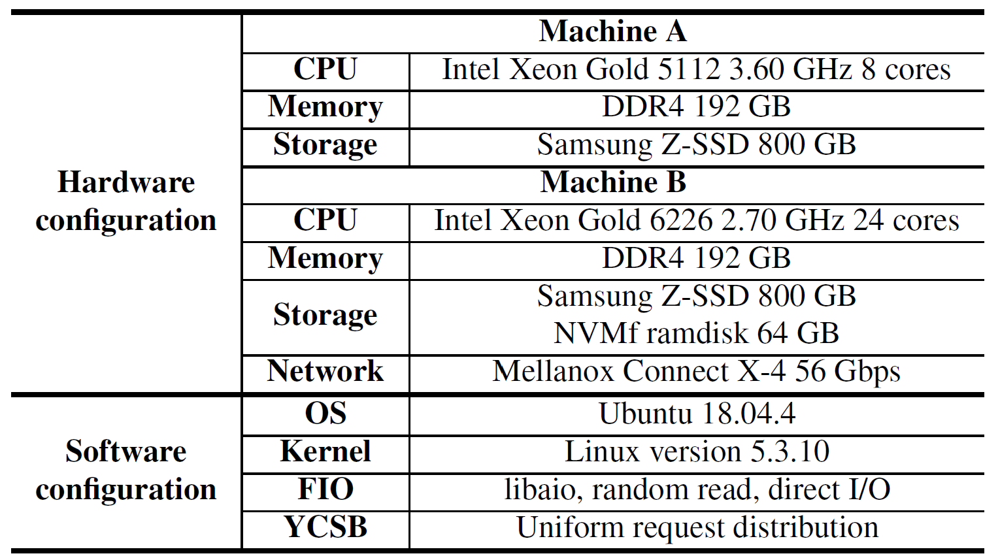 Machine A
CPU Intel Xeon Gold 5112 3.60 GHz 8 cores
Memory DDR4 192 GB
Storage Samsung Z-SSD 800 GB
Hardware
configuration
Machine B
CPU Intel Xeon Gold 6226 2.70 GHz 24 cores
Memory DDR4 192 GB
Storage
Samsung Z-SSD 800 GB
NVMf ramdisk 64 GB
Network Mellanox Connect X-4 56 Gbps
Software
configuration
OS Ubuntu 18.04.4
Kernel Linux version 5.3.10
FIO libaio, random read, direct I/O
YCSB Uniform request distribution